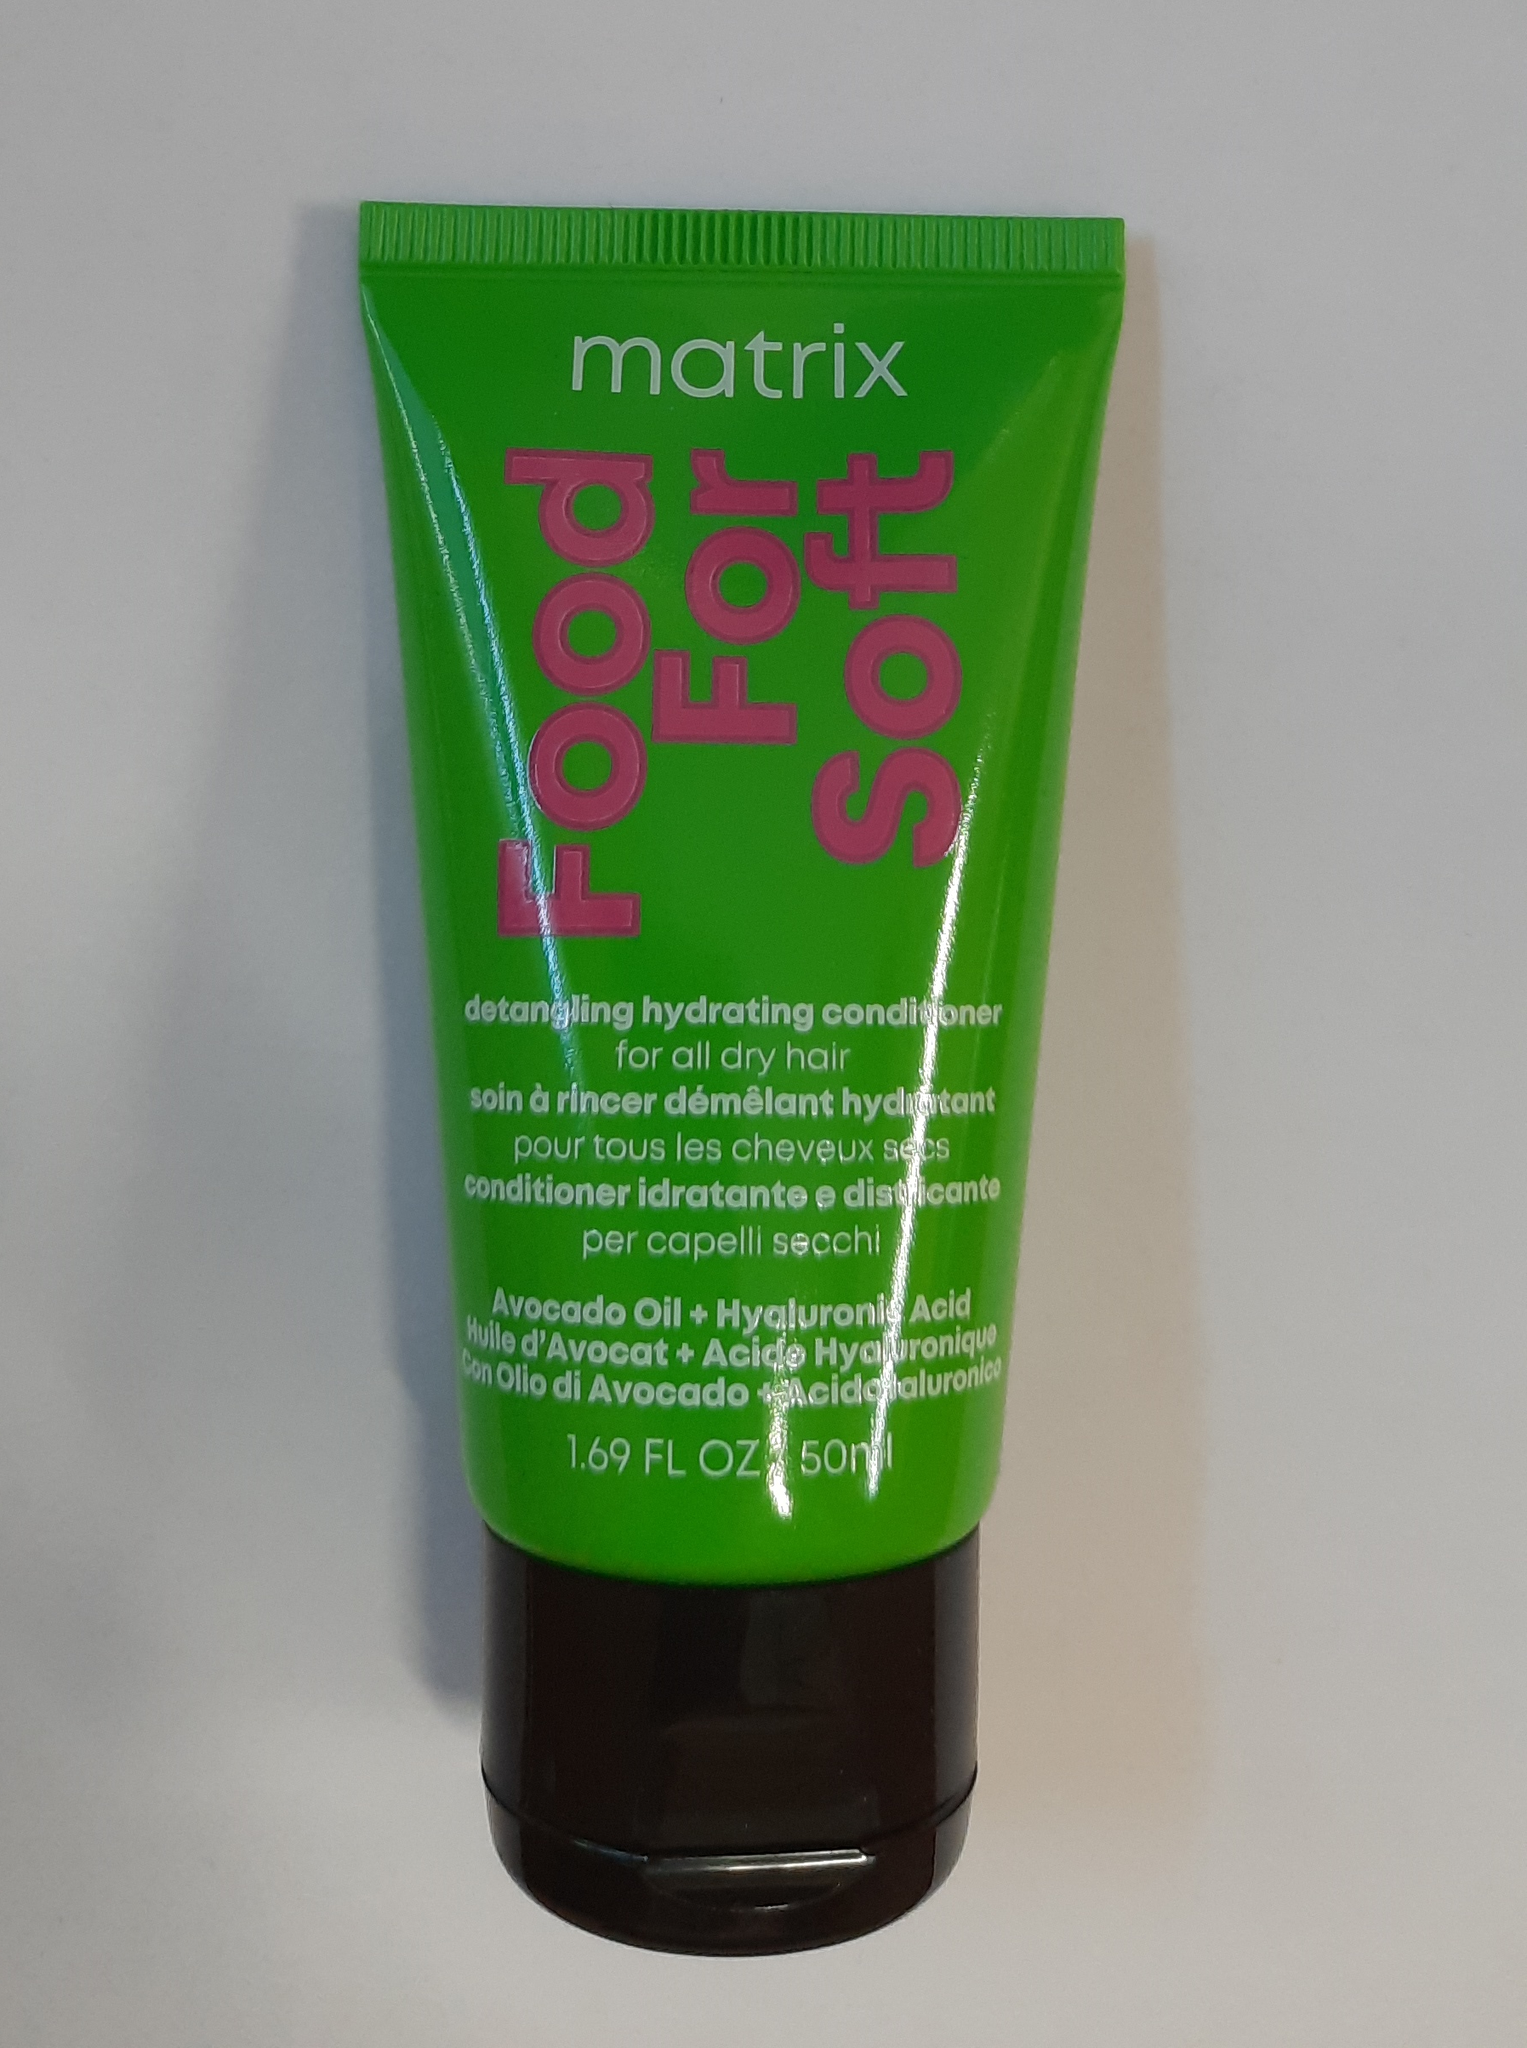 matrix
Food
For
Soft
detangling hydrating conditioner
for all dry hair
soin à rincer démêlant hydratant
pour tous les cheveux secs
conditioner idratante e districante
per capelli secchi
Avocado Oil + Hyaluronic Acid
Huile d'Avocat + Acide Hyaluronique
Con Olio di Avocado + Acido Ialuronico
1.69 FL OZ / 50ml